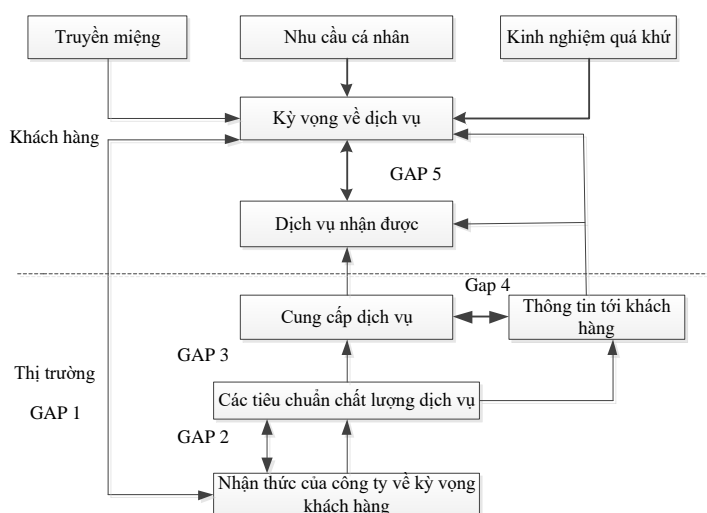 Truyền miệng
Nhu cầu cá nhân
Kinh nghiệm quá khứ
Kỳ vọng về dịch vụ
Khách hàng
GAP 5
Dịch vụ nhận được
Gap 4
Cung cấp dịch vụ
Thông tin tới khách
hàng
GAP 3
Thị trường
Các tiêu chuẩn chất lượng dịch vụ
GAP 1
GAP 2
Nhận thức của công ty về kỳ vọng
khách hàng